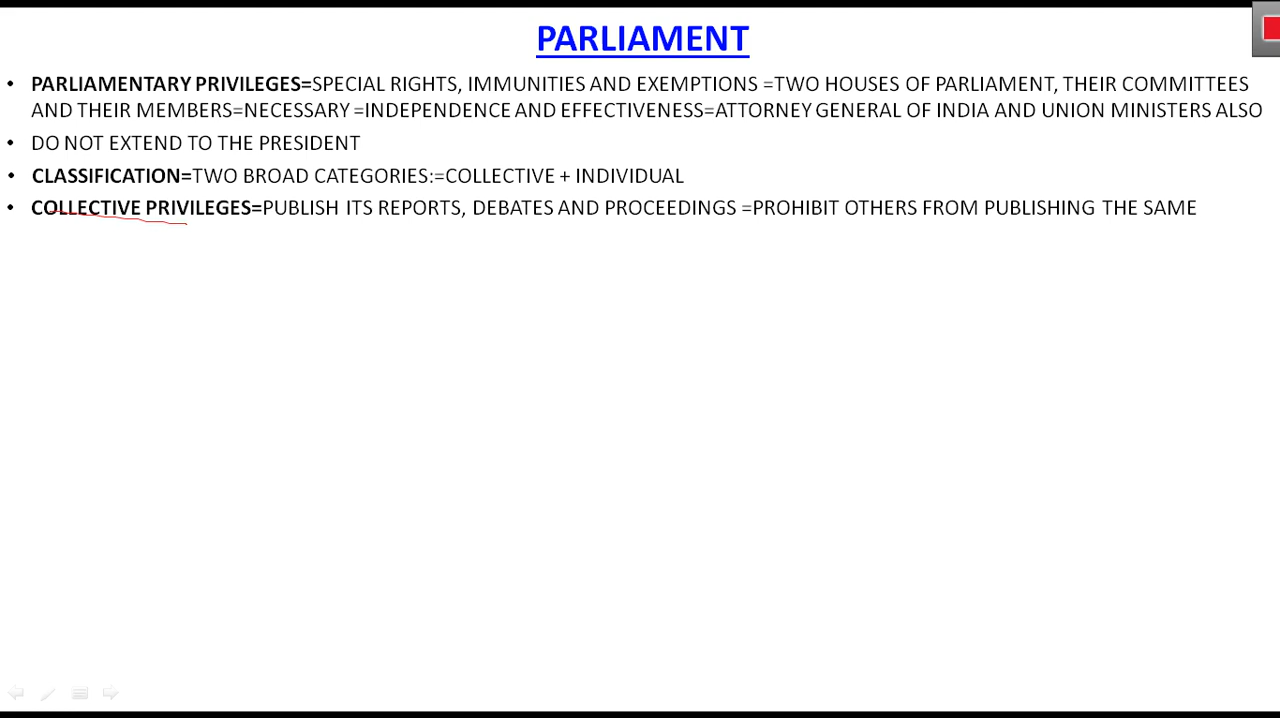 PARLIAMENT
• PARLIAMENTARY PRIVILEGES=SPECIAL RIGHTS, IMMUNITIES AND EXEMPTIONS =TWO HOUSES OF PARLIAMENT, THEIR COMMITTEES
AND THEIR MEMBERS=NECESSARY =INDEPENDENCE AND EFFECTIVENESS=ATTORNEY GENERAL OF INDIA AND UNION MINISTERS ALSO
• DO NOT EXTEND TO THE PRESIDENT
• CLASSIFICATION=TWO BROAD CATEGORIES:=COLLECTIVE + INDIVIDUAL
• COLLECTIVE PRIVILEGES=PUBLISH ITS REPORTS, DEBATES AND PROCEEDINGS =PROHIBIT OTHERS FROM PUBLISHING THE SAME